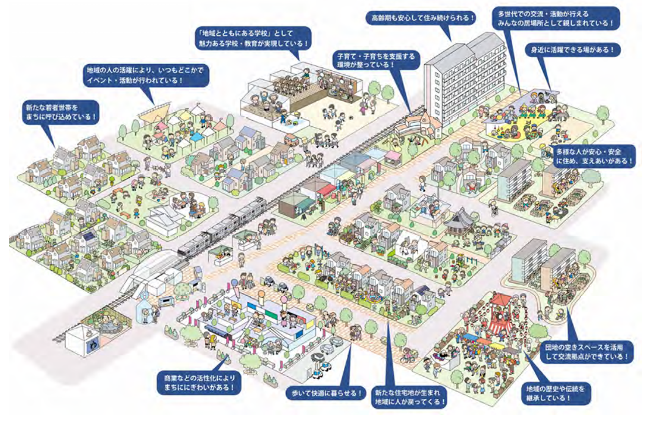 高齢期も安心して住み続けられる！
多世代での交流・活動が行える
みんなの居場所として親しまれている！
「地域とともにある学校」として
魅力ある学校・教育が実現している！
身近に活躍できる場がある！
子育て・子育ちを支援する
環境が整っている！
地域の人の活躍により、いつもどこかで
イベント・活動が行われている！
新たな若者世帯を
まちに呼び込めている！
多様な人が安心・安全
に住め、支えあいがある！
団地の空きスペースを活用
して交流拠点ができている！
商業などの活性化により
まちににぎわいがある！
歩いて快適に暮らせる！
新たな住宅地が生まれ
地域に人が戻ってくる！
地域の歴史や伝統を
継承している！